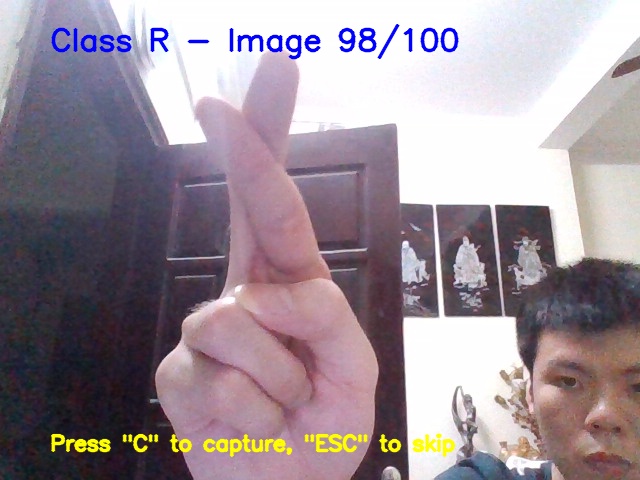 Class R - Image 98/100
Press "C" to capture, "ESC" to skip